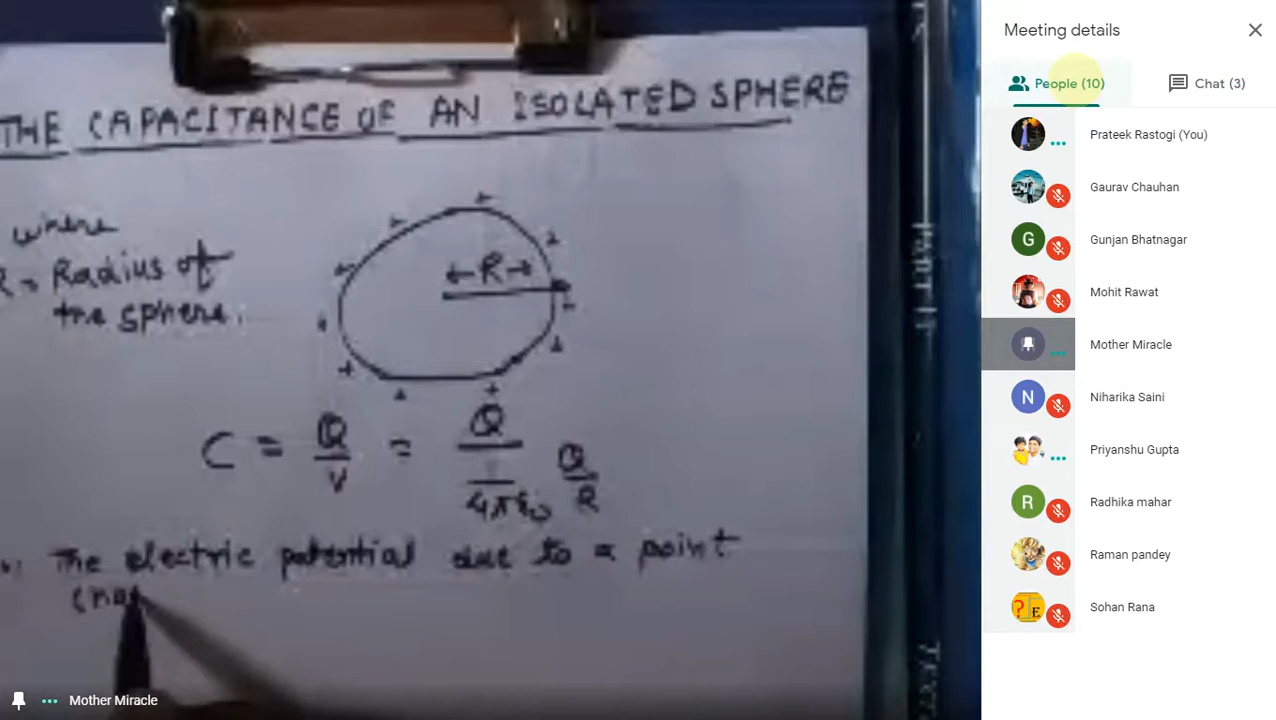 Meeting details
People (10)
Chat (3)
THE CAPACITANCE OF AN ISOLATED SPHERE
where
R = Radius of
the sphere.
R
C = Q/V = Q / (1/4πε₀ Q/R)
The electric potential due to a point
Prateek Rastogi (You)
Gaurav Chauhan
G
Gunjan Bhatnagar
Mohit Rawat
Mother Miracle
N
Niharika Saini
Priyanshu Gupta
R
Radhika mahar
Raman pandey
? E
Sohan Rana
Mother Miracle